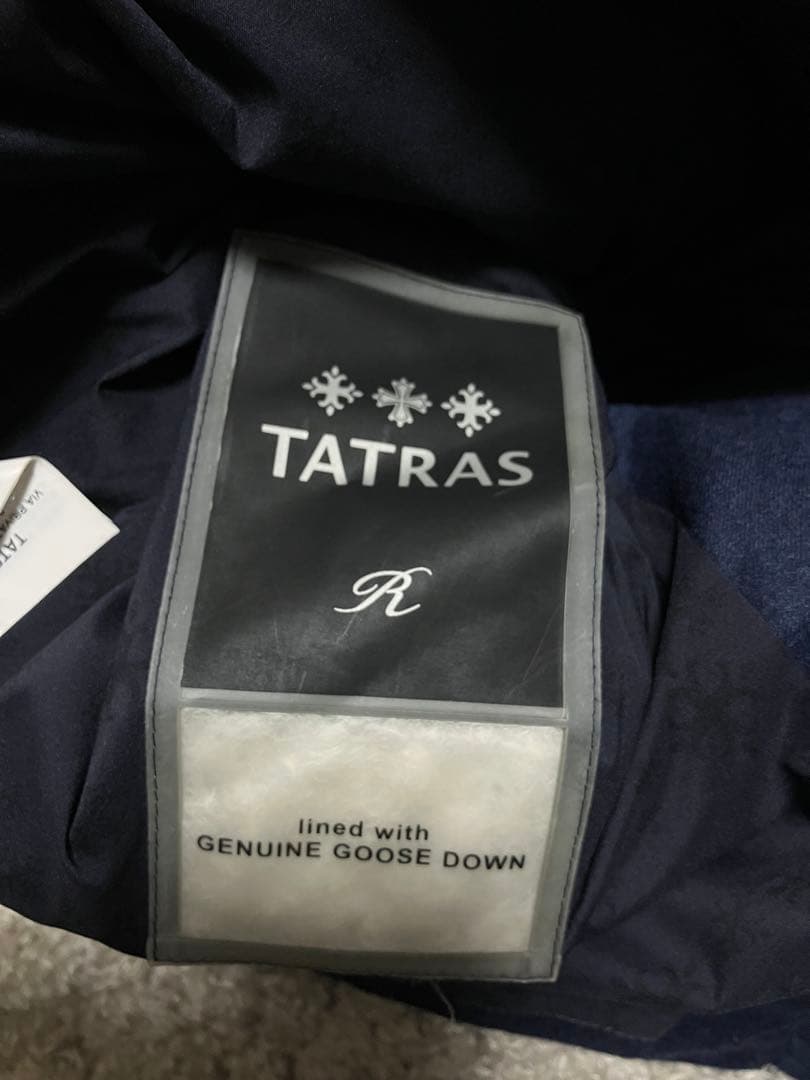 TATRAS
R
lined with
GENUINE GOOSE DOWN